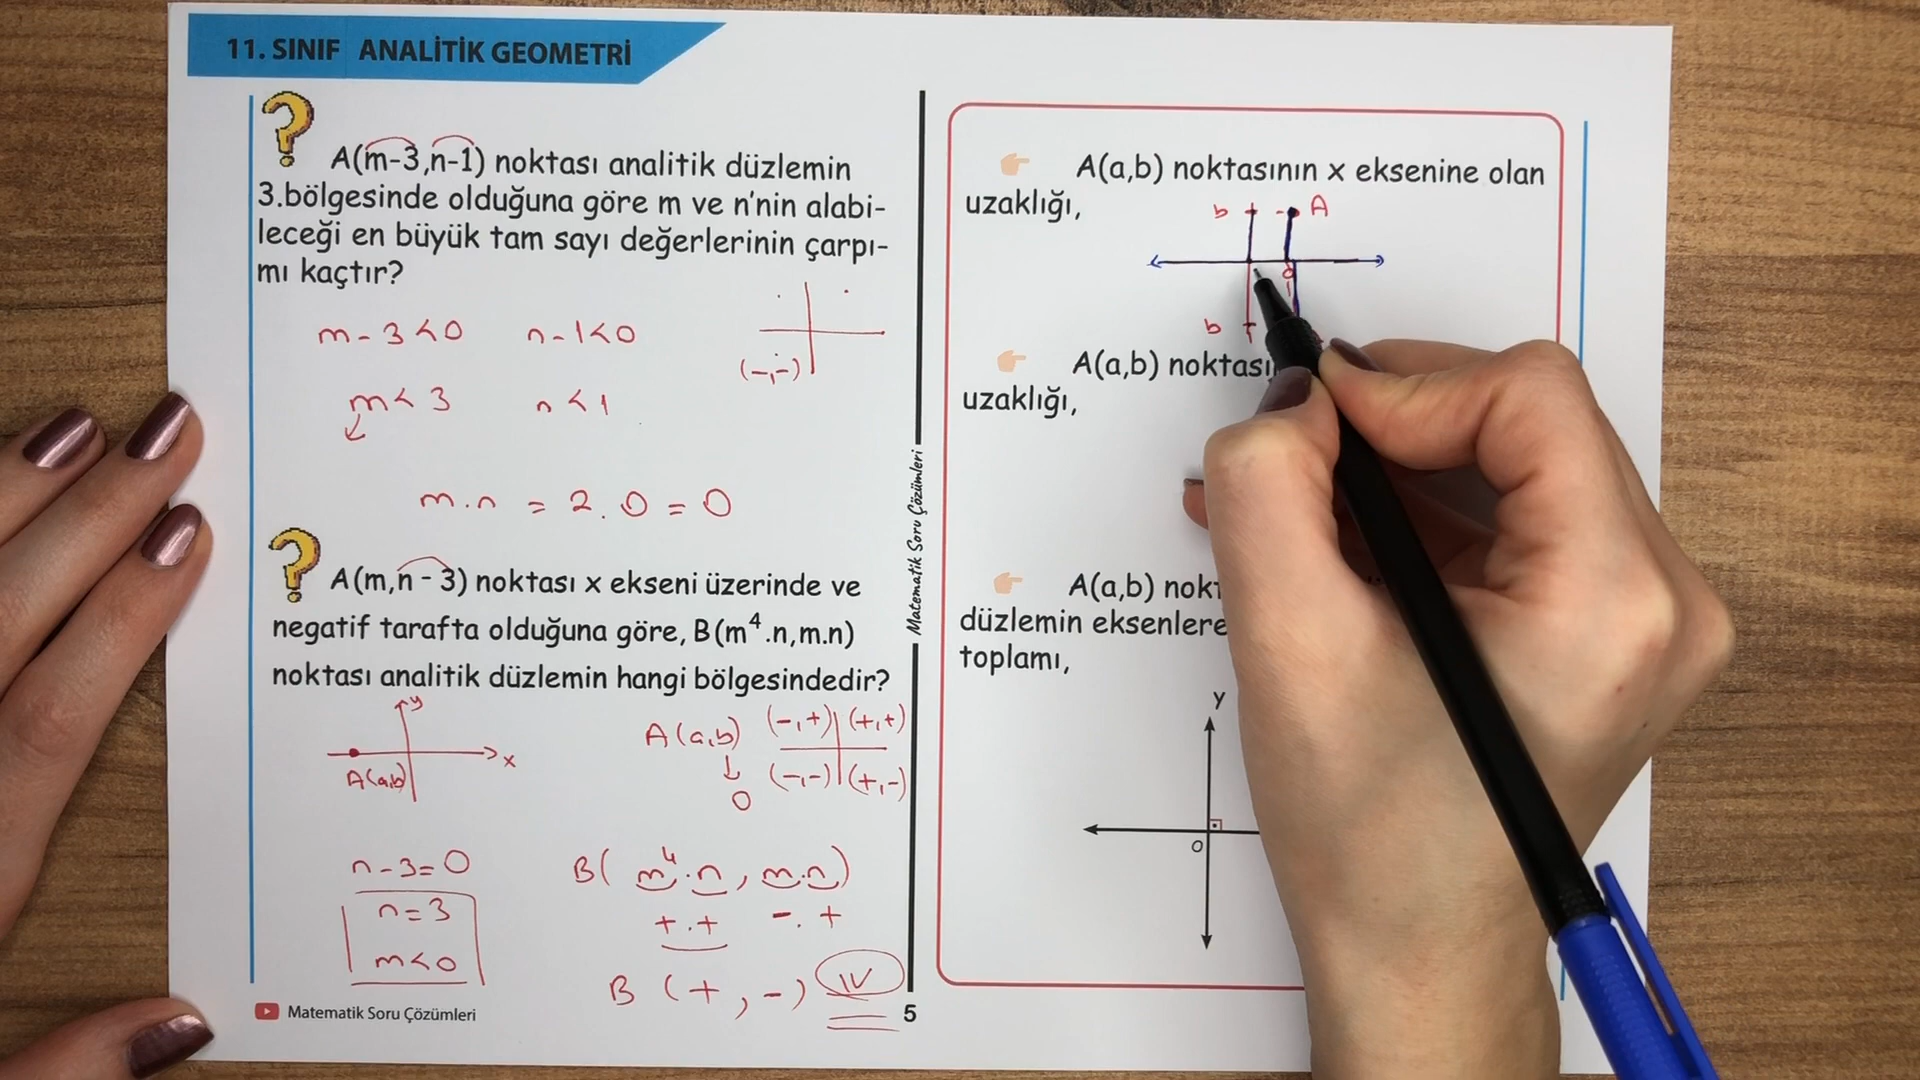 11. SINIF ANALİTİK GEOMETRİ
A(m-3,n-1) noktası analitik düzlemin
3.bölgesinde olduğuna göre m ve n'nin alabi-
leceği en büyük tam sayı değerlerinin çarpı-
mı kaçtır?
m - 3 < 0 n - 1 < 0
(-,-)
m < 3 n < 1
m.n = 2.0 = 0
A(m,n - 3) noktası x ekseni üzerinde ve
negatif tarafta olduğuna göre, B(m⁴.n,m.n)
noktası analitik düzlemin hangi bölgesindedir?
y
x
A(a,b)
A(a,b)
0
(-,+) (+,+)
(-,-) (+,-)
n - 3 = 0
n = 3
m < 0
B( m⁴.n , m.n )
+ . + - . +
B (+ , -) IV
Matematik Soru Çözümleri
5
Matematik Soru Çözümleri
A(a,b) noktasının x eksenine olan
uzaklığı,
b A
b
A(a,b)
uzaklığı,
A(a,b)
düzlemin
toplamı,
y
O